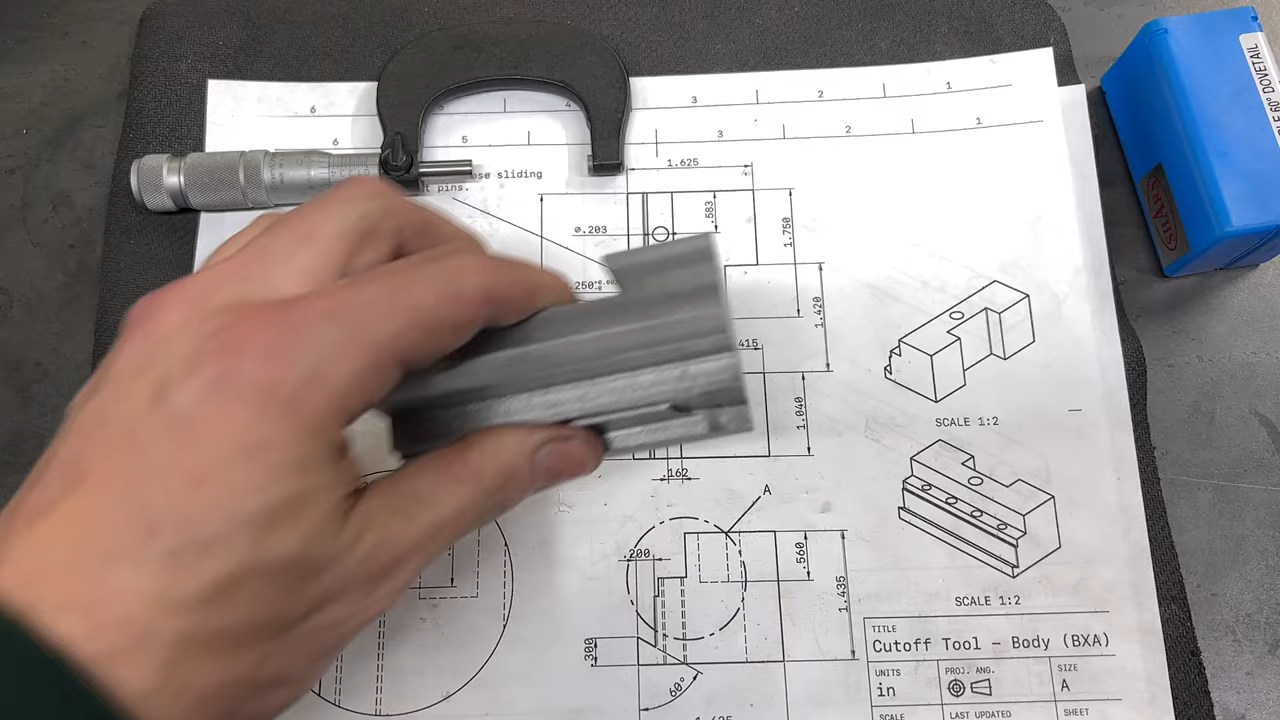 6 5 4 3 2 1
6 5 3 2 1
SHARS
60° DOVETAIL
sliding
pins.
1.625
.583
1.750
⌀.203
1.420
415
1.040
.162
A
SCALE 1:2
SCALE 1:2
.200
.560
1.435
.300
60°
TITLE
Cutoff Tool – Body (BXA)
UNITS
in
PROJ. ANG.
SIZE
A
SCALE
LAST UPDATED
SHEET